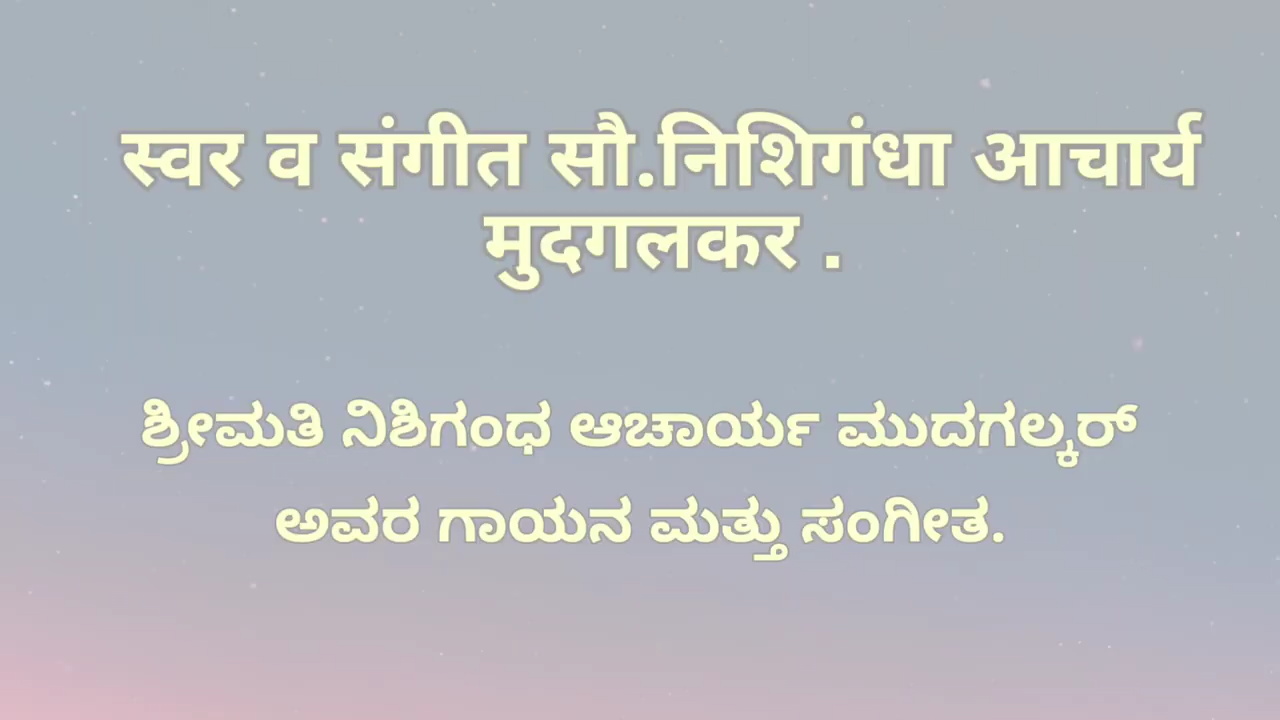 स्वर व संगीत सौ.निशिगंधा आचार्य
मुदगलकर .
ಶ್ರೀಮತಿ ನಿಶಿಗಂಧ ಆಚಾರ್ಯ ಮುದಗಲ್ಕರ್
ಅವರ ಗಾಯನ ಮತ್ತು ಸಂಗೀತ.